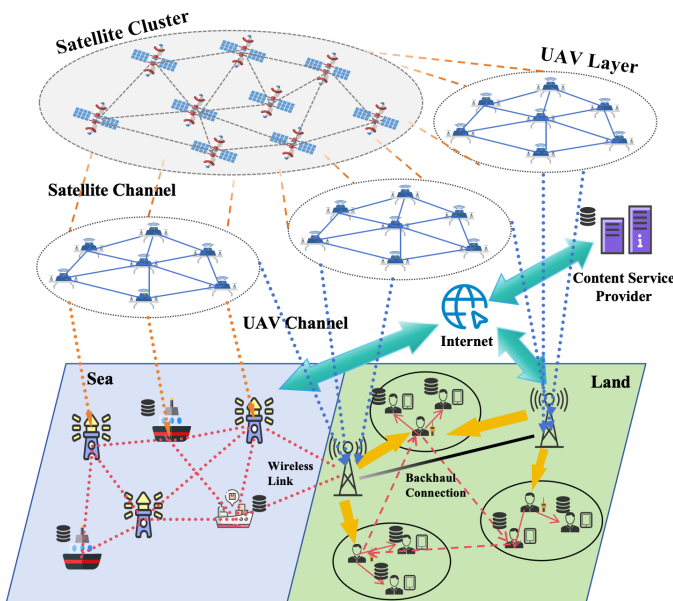 Satellite Cluster
UAV Layer
Satellite Channel
Content Service
Provider
UAV Channel
Internet
Sea
Land
Wireless
Link
Backhaul
Connection